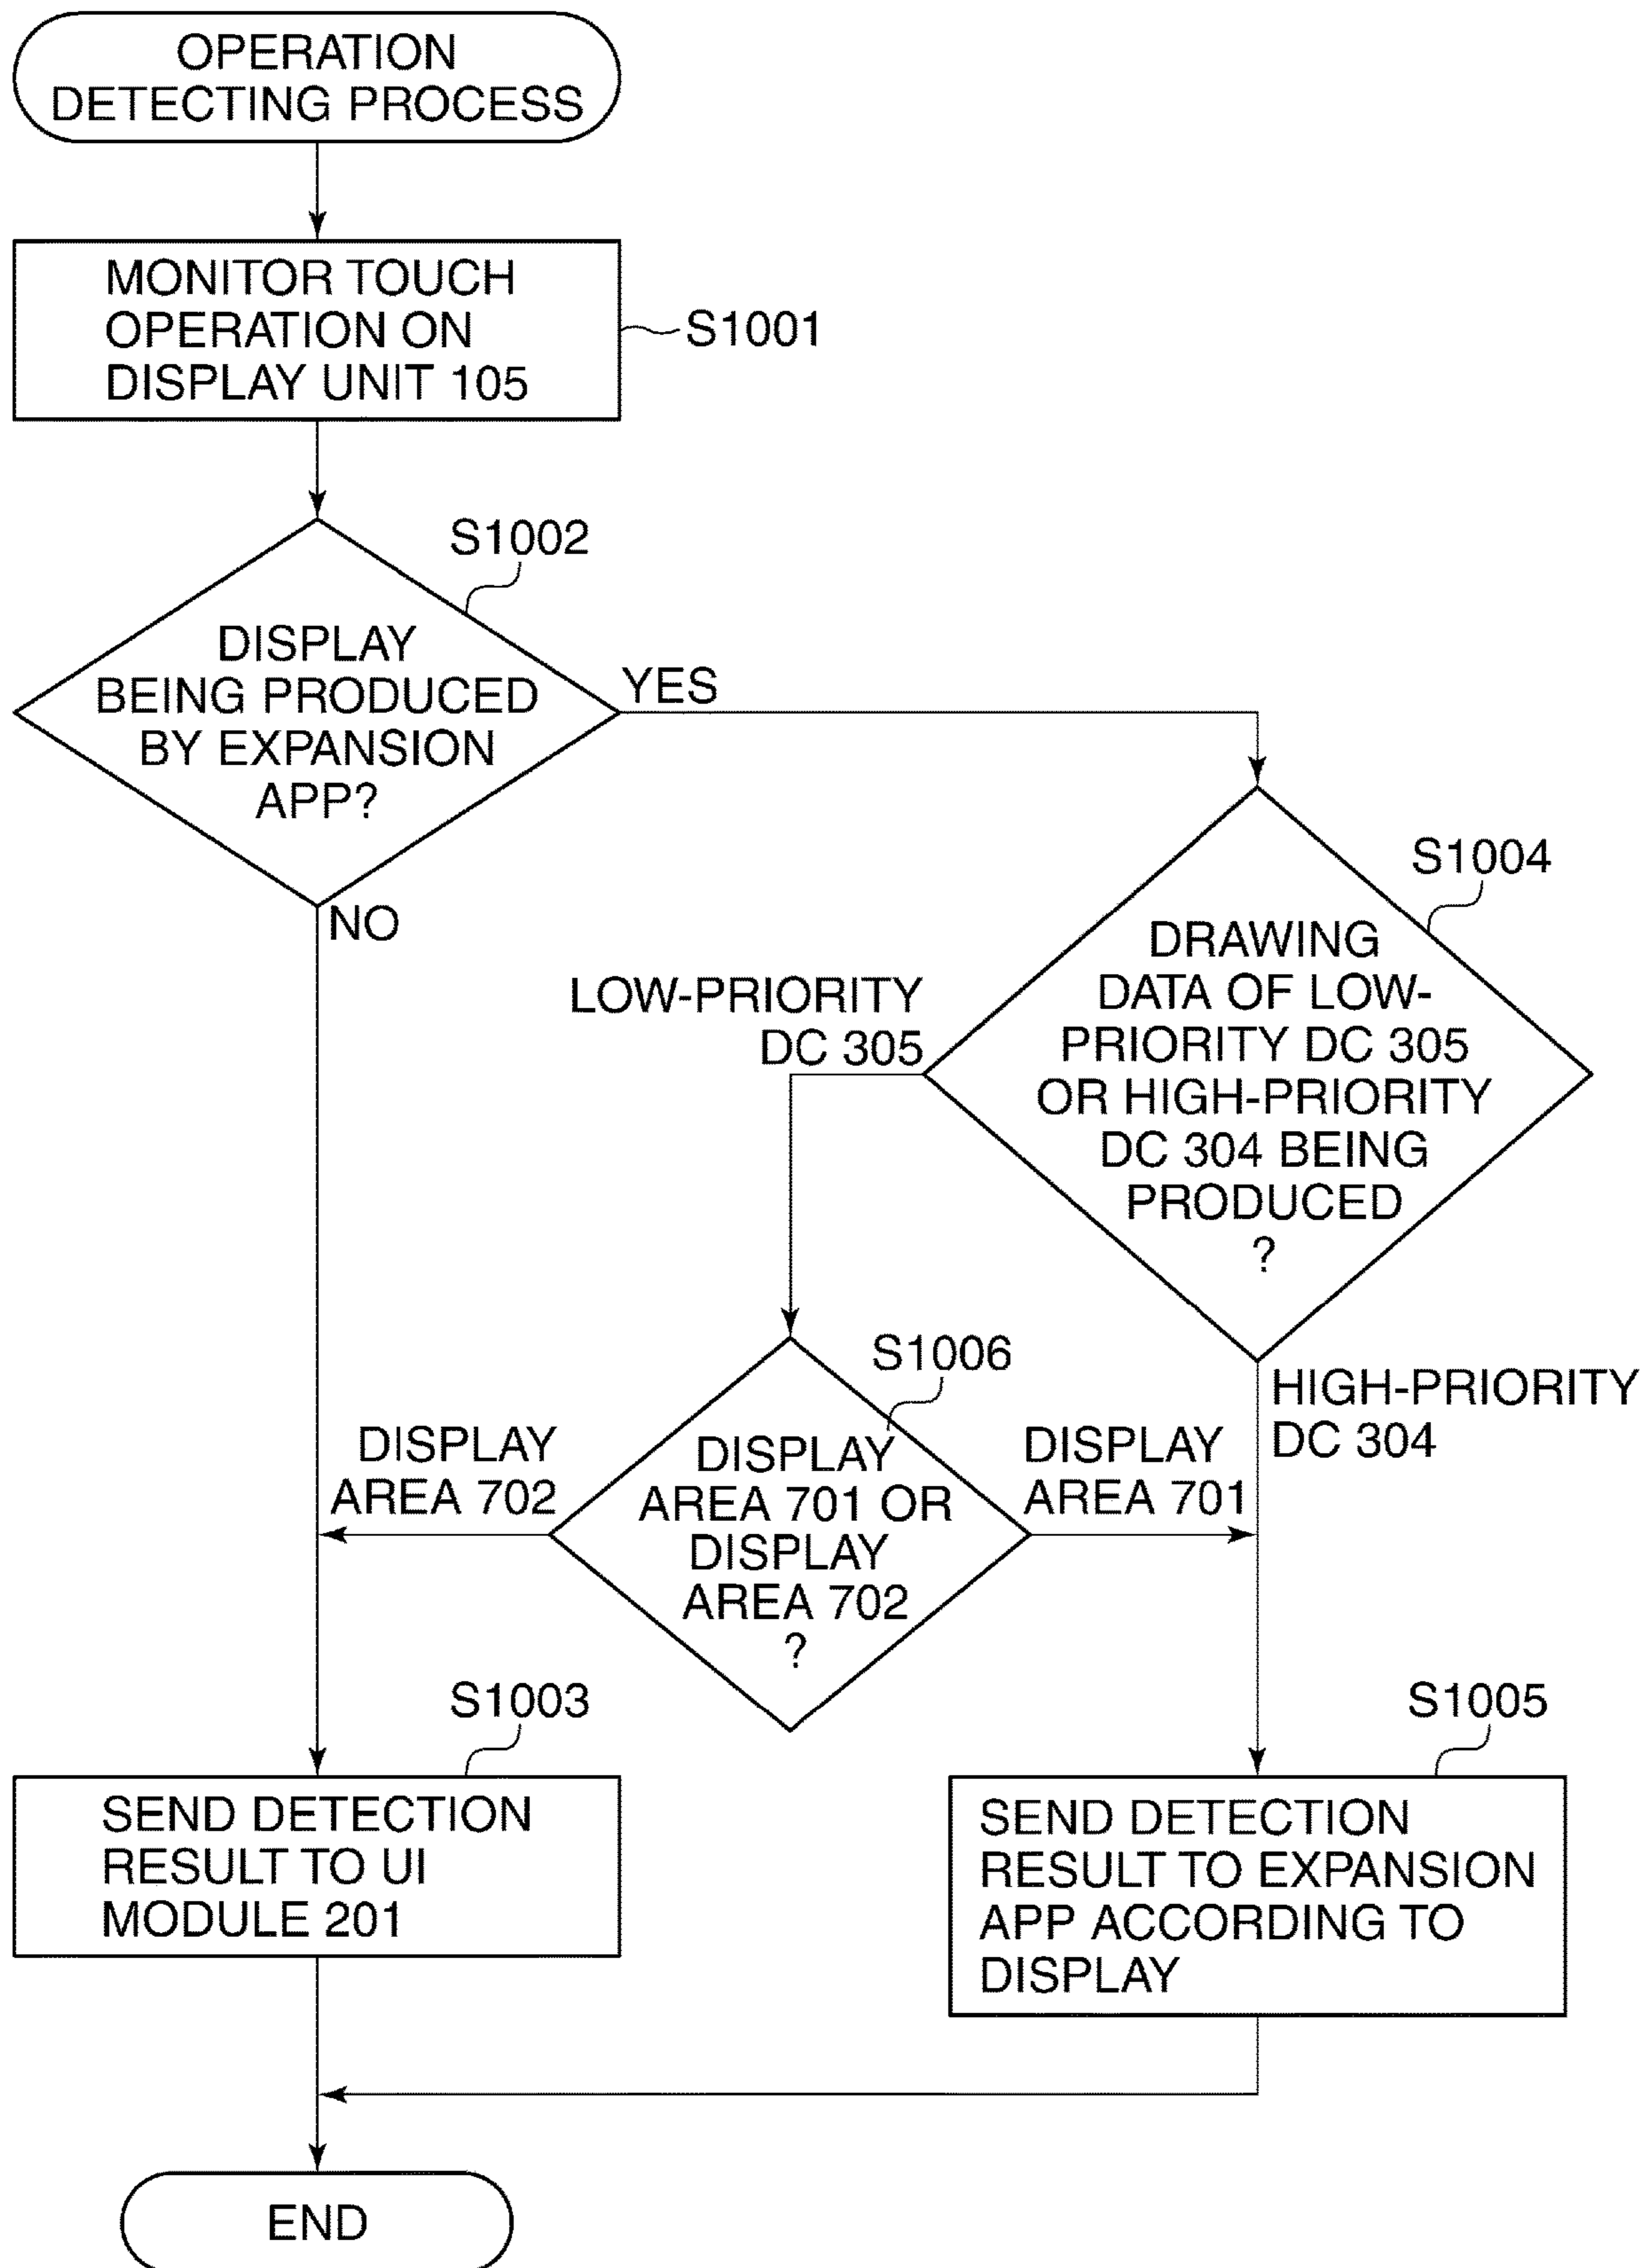 OPERATION
DETECTING PROCESS
MONITOR TOUCH
OPERATION ON
DISPLAY UNIT 105
S1001
S1002
DISPLAY
BEING PRODUCED
BY EXPANSION
APP?
YES
NO
S1004
DRAWING
DATA OF LOW-
PRIORITY DC 305
OR HIGH-PRIORITY
DC 304 BEING
PRODUCED
?
LOW-PRIORITY
DC 305
HIGH-PRIORITY
DC 304
S1006
DISPLAY
AREA 701 OR
DISPLAY
AREA 702
?
DISPLAY
AREA 702
DISPLAY
AREA 701
S1003
SEND DETECTION
RESULT TO UI
MODULE 201
S1005
SEND DETECTION
RESULT TO EXPANSION
APP ACCORDING TO
DISPLAY
END